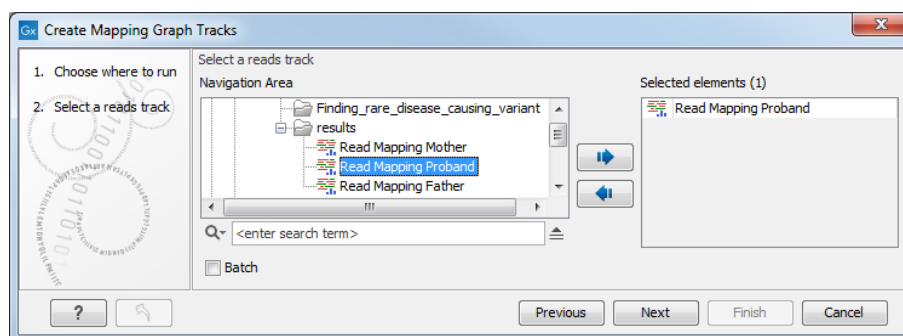 Gx Create Mapping Graph Tracks
X
1. Choose where to run
2. Select a reads track
Select a reads track
Navigation Area
Finding_rare_disease_causing_variant
results
Read Mapping Mother
Read Mapping Proband
Read Mapping Father
<enter search term>
Batch
Selected elements (1)
Read Mapping Proband
?
Previous
Next
Finish
Cancel